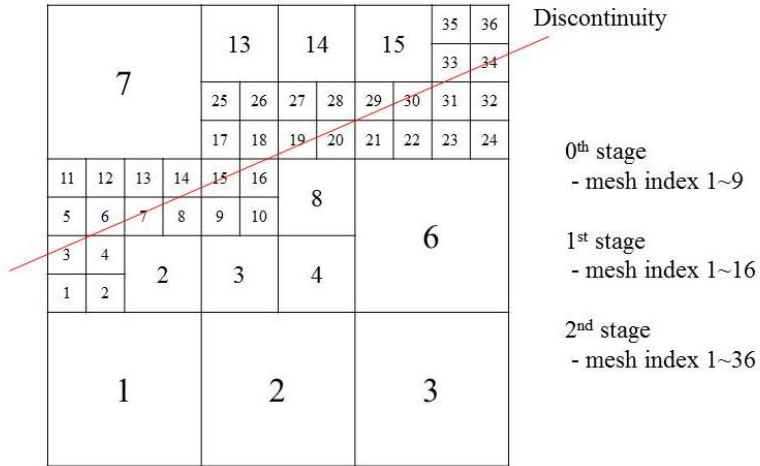 35 36 Discontinuity
13 14 15
33 34
7
25 26 27 28 29 30 31 32
17 18 19 20 21 22 23 24
0th stage
- mesh index 1~9
11 12 13 14 15 16
8
5 6 7 8 9 10
6
1st stage
- mesh index 1~16
3 4
2 3 4
1 2
2nd stage
- mesh index 1~36
1 2 3